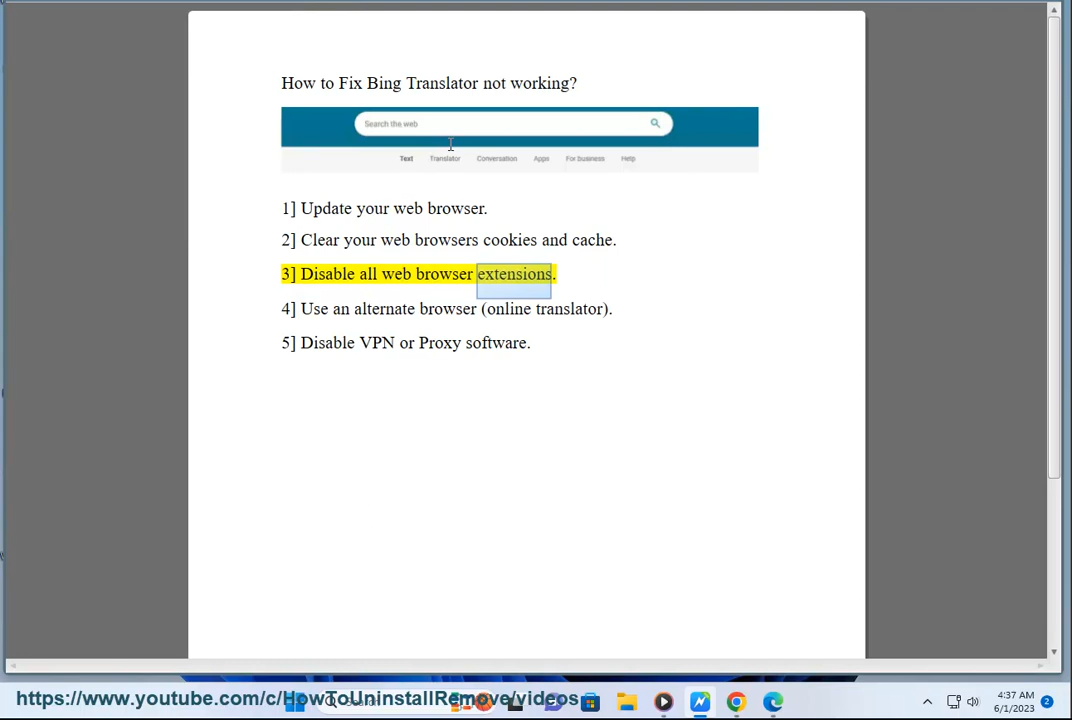 How to Fix Bing Translator not working?
Search the web
Text Translator Conversation Apps For business Help
1] Update your web browser.
2] Clear your web browsers cookies and cache.
3] Disable all web browser extensions.
4] Use an alternate browser (online translator).
5] Disable VPN or Proxy software.
https://www.youtube.com/c/HowToUninstallRemove/videos
4:37 AM
6/1/2023
2